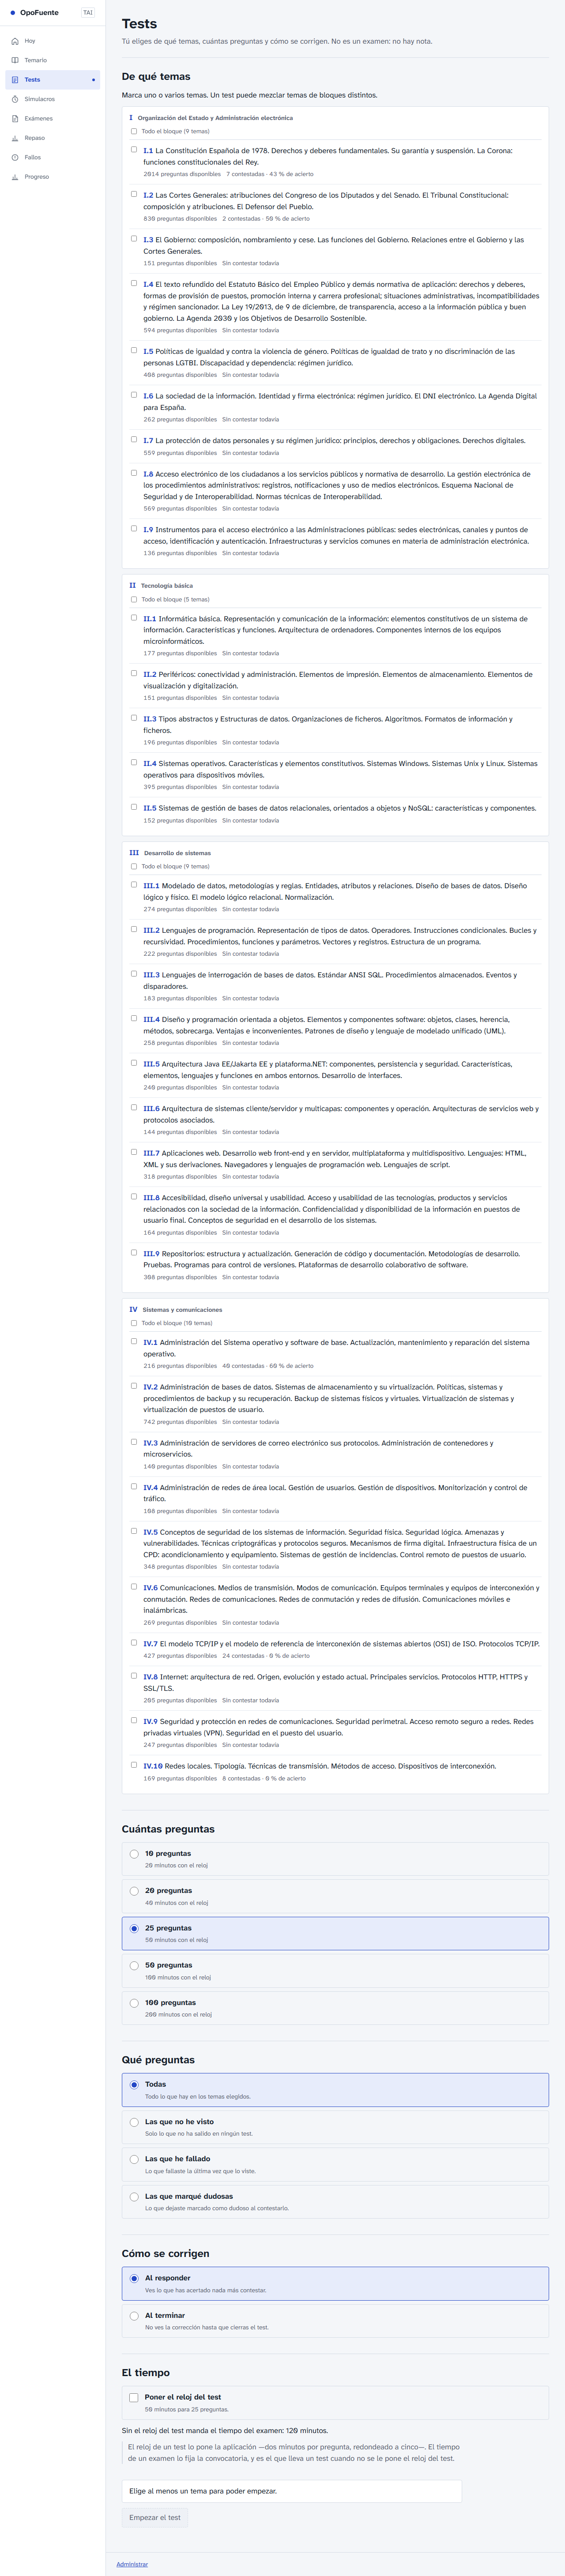 OpoFuente TAI
Hoy
Temario
Tests
Simulacros
Exámenes
Repaso
Fallos
Progreso
Tests
Tú eliges de qué temas, cuántas preguntas y cómo se corrigen. No es un examen: no hay nota.
De qué temas
Marca uno o varios temas. Un test puede mezclar temas de bloques distintos.
I Organización del Estado y Administración electrónica
Todo el bloque (9 temas)
I.1 La Constitución Española de 1978. Derechos y deberes fundamentales. Su garantía y suspensión. La Corona:
funciones constitucionales del Rey.
2014 preguntas disponibles 7 contestadas · 43 % de acierto
I.2 Las Cortes Generales: atribuciones del Congreso de los Diputados y del Senado. El Tribunal Constitucional:
composición y atribuciones. El Defensor del Pueblo.
830 preguntas disponibles 2 contestadas · 50 % de acierto
I.3 El Gobierno: composición, nombramiento y cese. Las funciones del Gobierno. Relaciones entre el Gobierno y las
Cortes Generales.
151 preguntas disponibles Sin contestar todavía
I.4 El texto refundido del Estatuto Básico del Empleo Público y demás normativa de aplicación: derechos y deberes,
formas de provisión de puestos, promoción interna y carrera profesional; situaciones administrativas, incompatibilidades
y régimen sancionador. La Ley 19/2013, de 9 de diciembre, de transparencia, acceso a la información pública y buen
gobierno. La Agenda 2030 y los Objetivos de Desarrollo Sostenible.
594 preguntas disponibles Sin contestar todavía
I.5 Políticas de igualdad y contra la violencia de género. Políticas de Igualdad de trato y no discriminación de las
personas LGTBI. Discapacidad y dependencia: régimen jurídico.
408 preguntas disponibles Sin contestar todavía
I.6 La sociedad de la información. Identidad y firma electrónica: régimen jurídico. El DNI electrónico. La Agenda Digital
para España.
262 preguntas disponibles Sin contestar todavía
I.7 La protección de datos personales y su régimen jurídico: principios, derechos y obligaciones. Derechos digitales.
559 preguntas disponibles Sin contestar todavía
I.8 Acceso electrónico de los ciudadanos a los servicios públicos y normativa de desarrollo. La gestión electrónica de
los procedimientos administrativos: registros, notificaciones y uso de medios electrónicos. Esquema Nacional de
Seguridad y de Interoperabilidad. Normas técnicas de Interoperabilidad.
569 preguntas disponibles Sin contestar todavía
I.9 Instrumentos para el acceso electrónico a las Administraciones públicas: sedes electrónicas, canales y puntos de
acceso, identificación y autenticación. Infraestructuras y servicios comunes en materia de administración electrónica.
136 preguntas disponibles Sin contestar todavía
II Tecnología básica
Todo el bloque (5 temas)
II.1 Informática básica. Representación y comunicación de la información: elementos constitutivos de un sistema de
información. Características y funciones. Arquitectura de ordenadores. Componentes internos de los equipos
microinformáticos.
177 preguntas disponibles Sin contestar todavía
II.2 Periféricos: conectividad y administración. Elementos de impresión. Elementos de almacenamiento. Elementos de
visualización y digitalización.
151 preguntas disponibles Sin contestar todavía
II.3 Tipos abstractos y Estructuras de datos. Organizaciones de ficheros. Algoritmos. Formatos de información y
ficheros.
196 preguntas disponibles Sin contestar todavía
II.4 Sistemas operativos. Características y elementos constitutivos. Sistemas Windows. Sistemas Unix y Linux. Sistemas
operativos para dispositivos móviles.
395 preguntas disponibles Sin contestar todavía
II.5 Sistemas de gestión de bases de datos relacionales, orientados a objetos y NoSQL: características y componentes.
152 preguntas disponibles Sin contestar todavía
III Desarrollo de sistemas
Todo el bloque (9 temas)
III.1 Modelado de datos, metodologías y reglas. Entidades, atributos y relaciones. Diseño de bases de datos. Diseño
lógico y físico. El modelo lógico relacional. Normalización.
274 preguntas disponibles Sin contestar todavía
III.2 Lenguajes de programación. Representación de tipos de datos. Operadores. Instrucciones condicionales. Bucles y
recursividad. Procedimientos, funciones y parámetros. Vectores y registros. Estructura de un programa.
222 preguntas disponibles Sin contestar todavía
III.3 Lenguajes de interrogación de bases de datos. Estándar ANSI SQL. Procedimientos almacenados. Eventos y
disparadores.
183 preguntas disponibles Sin contestar todavía
III.4 Diseño y programación orientada a objetos. Elementos y componentes software: objetos, clases, herencia,
métodos, sobrecarga. Ventajas e inconvenientes. Patrones de diseño y lenguaje de modelado unificado (UML).
258 preguntas disponibles Sin contestar todavía
III.5 Arquitectura Java EE/Jakarta EE y plataforma.NET: componentes, persistencia y seguridad. Características,
elementos, lenguajes y funciones en ambos entornos. Desarrollo de interfaces.
240 preguntas disponibles Sin contestar todavía
III.6 Arquitectura de sistemas cliente/servidor y multicapas: componentes y operación. Arquitecturas de servicios web y
protocolos asociados.
144 preguntas disponibles Sin contestar todavía
III.7 Aplicaciones web. Desarrollo web front-end y en servidor, multiplataforma y multidispositivo. Lenguajes: HTML,
XML y sus derivaciones. Navegadores y lenguajes de programación web. Lenguajes de script.
318 preguntas disponibles Sin contestar todavía
III.8 Accesibilidad, diseño universal y usabilidad. Acceso y usabilidad de las tecnologías, productos y servicios
relacionados con la sociedad de la información. Confidencialidad y disponibilidad de la información en puestos de
usuario final. Conceptos de seguridad en el desarrollo de los sistemas.
164 preguntas disponibles Sin contestar todavía
III.9 Repositorios: estructura y actualización. Generación de código y documentación. Metodologías de desarrollo.
Pruebas. Programas para control de versiones. Plataformas de desarrollo colaborativo de software.
308 preguntas disponibles Sin contestar todavía
IV Sistemas y comunicaciones
Todo el bloque (10 temas)
IV.1 Administración del Sistema operativo y software de base. Actualización, mantenimiento y reparación del sistema
operativo.
216 preguntas disponibles 40 contestadas · 60 % de acierto
IV.2 Administración de bases de datos. Sistemas de almacenamiento y su virtualización. Políticas, sistemas y
procedimientos de backup y su recuperación. Backup de sistemas físicos y virtuales. Virtualización de sistemas y
virtualización de puestos de usuario.
742 preguntas disponibles Sin contestar todavía
IV.3 Administración de servidores de correo electrónico sus protocolos. Administración de contenedores y
microservicios.
140 preguntas disponibles Sin contestar todavía
IV.4 Administración de redes de área local. Gestión de usuarios. Gestión de dispositivos. Monitorización y control de
tráfico.
108 preguntas disponibles Sin contestar todavía
IV.5 Conceptos de seguridad de los sistemas de información. Seguridad física. Seguridad lógica. Amenazas y
vulnerabilidades. Técnicas criptográficas y protocolos seguros. Mecanismos de firma digital. Infraestructura física de un
CPD: acondicionamiento y equipamiento. Sistemas de gestión de incidencias. Control remoto de puestos de usuario.
348 preguntas disponibles Sin contestar todavía
IV.6 Comunicaciones. Medios de transmisión. Modos de comunicación. Equipos terminales y equipos de interconexión y
conmutación. Redes de comunicaciones. Redes de conmutación y redes de difusión. Comunicaciones móviles e
inalámbricas.
269 preguntas disponibles Sin contestar todavía
IV.7 El modelo TCP/IP y el modelo de referencia de interconexión de sistemas abiertos (OSI) de ISO. Protocolos TCP/IP.
427 preguntas disponibles 24 contestadas · 0 % de acierto
IV.8 Internet: arquitectura de red. Origen, evolución y estado actual. Principales servicios. Protocolos HTTP, HTTPS y
SSL/TLS.
205 preguntas disponibles Sin contestar todavía
IV.9 Seguridad y protección en redes de comunicaciones. Seguridad perimetral. Acceso remoto seguro a redes. Redes
privadas virtuales (VPN). Seguridad en el puesto del usuario.
247 preguntas disponibles Sin contestar todavía
IV.10 Redes locales. Tipología. Técnicas de transmisión. Métodos de acceso. Dispositivos de interconexión.
169 preguntas disponibles 8 contestadas · 0 % de acierto
Cuántas preguntas
10 preguntas
20 minutos con el reloj
20 preguntas
40 minutos con el reloj
25 preguntas
50 minutos con el reloj
50 preguntas
100 minutos con el reloj
100 preguntas
200 minutos con el reloj
Qué preguntas
Todas
Todo lo que hay en los temas elegidos.
Las que no he visto
Solo lo que no ha salido en ningún test.
Las que he fallado
Lo que fallaste la última vez que lo viste.
Las que marqué dudosas
Lo que dejaste marcado como dudoso al contestarlo.
Cómo se corrigen
Al responder
Ves lo que has acertado nada más contestar.
Al terminar
No ves la corrección hasta que cierras el test.
El tiempo
Poner el reloj del test
50 minutos para 25 preguntas.
Sin el reloj del test manda el tiempo del examen: 120 minutos.
El reloj de un test lo pone la aplicación —dos minutos por pregunta, redondeado a cinco—. El tiempo
de un examen lo fija la convocatoria, y es el que lleva un test cuando no se le pone el reloj del test.
Elige al menos un tema para poder empezar.
Empezar el test
Administrar